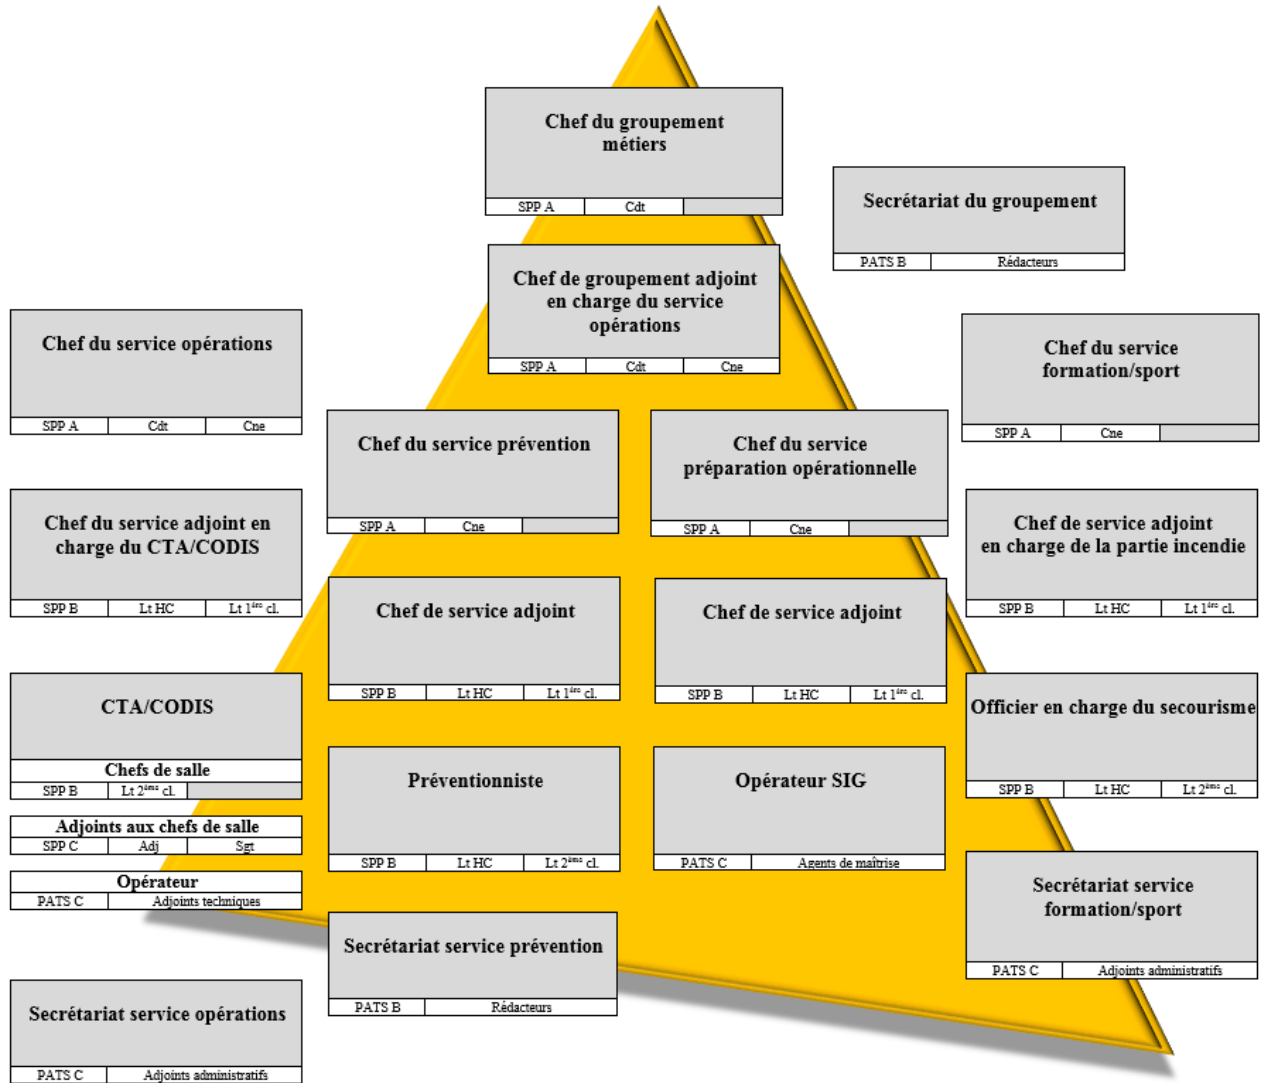 Chef du groupement
métiers
SPP A Cdt
Secrétariat du groupement
PATS B Rédacteurs
Chef de groupement adjoint
en charge du service
opérations
SPP A Cdt Cne
Chef du service opérations
SPP A Cdt Cne
Chef du service prévention
SPP A Cne
Chef du service
préparation opérationnelle
SPP A Cne
Chef du service
formation/sport
SPP A Cne
Chef du service adjoint en
charge du CTA/CODIS
SPP B Lt HC Lt 1ère cl.
Chef de service adjoint
SPP B Lt HC Lt 1ère cl.
Chef de service adjoint
SPP B Lt HC Lt 1ère cl.
Chef de service adjoint
en charge de la partie incendie
SPP B Lt HC Lt 1ère cl.
CTA/CODIS
Chefs de salle
SPP B Lt 2ème cl.
Adjoints aux chefs de salle
SPP C Adj Sgt
Opérateur
PATS C Adjoints techniques
Préventionniste
SPP B Lt HC Lt 2ème cl.
Opérateur SIG
PATS C Agents de maîtrise
Officier en charge du secourisme
SPP B Lt HC Lt 2ème cl.
Secrétariat service opérations
PATS C Adjoints administratifs
Secrétariat service prévention
PATS B Rédacteurs
Secrétariat service
formation/sport
PATS C Adjoints administratifs